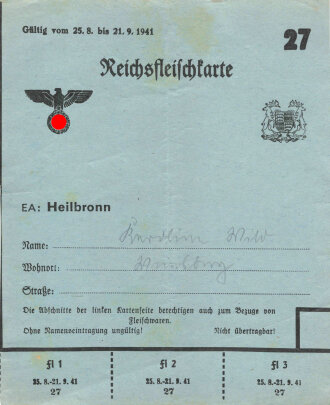 Gültig vom 25. 8. bis 21. 9. 1941
27
Reichsfleischkarte
EA: Heilbronn
Name: Karoline Wild
Wohnort:
Straße:
Die Abschnitte der linken Kartenseite berechtigen auch zum Bezuge von
Fleischwaren.
Ohne Namenseintragung ungültig! Nicht übertragbar!
Fl 1
25. 8.-21. 9. 41
27
Fl 2
25. 8.-21. 9. 41
27
Fl 3
25. 8.-21. 9. 41
27